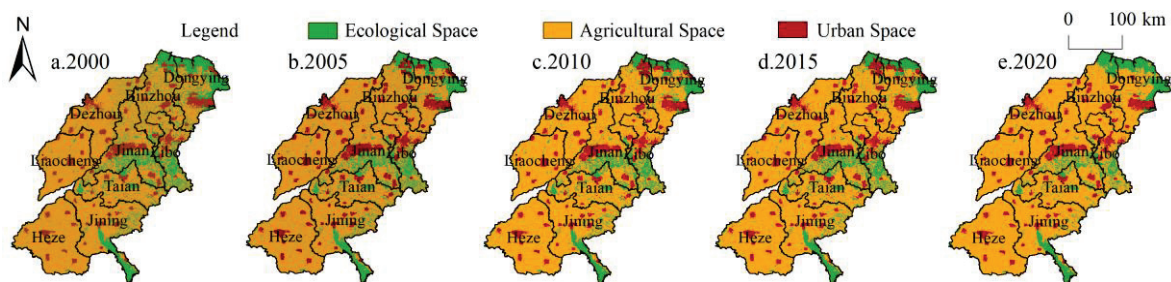 N
Legend
Ecological Space
Agricultural Space
Urban Space
0 100 km
a.2000
Dongying
Binzhou
Dezhou
Jinan
Zibo
Liaocheng
Taian
Jining
Heze
b.2005
Dongying
Binzhou
Dezhou
Jinan
Zibo
Liaocheng
Taian
Jining
Heze
c.2010
Dongying
Binzhou
Dezhou
Jinan
Zibo
Liaocheng
Taian
Jining
Heze
d.2015
Dongying
Binzhou
Dezhou
Jinan
Zibo
Liaocheng
Taian
Jining
Heze
e.2020
Dongying
Binzhou
Dezhou
Jinan
Zibo
Liaocheng
Taian
Jining
Heze